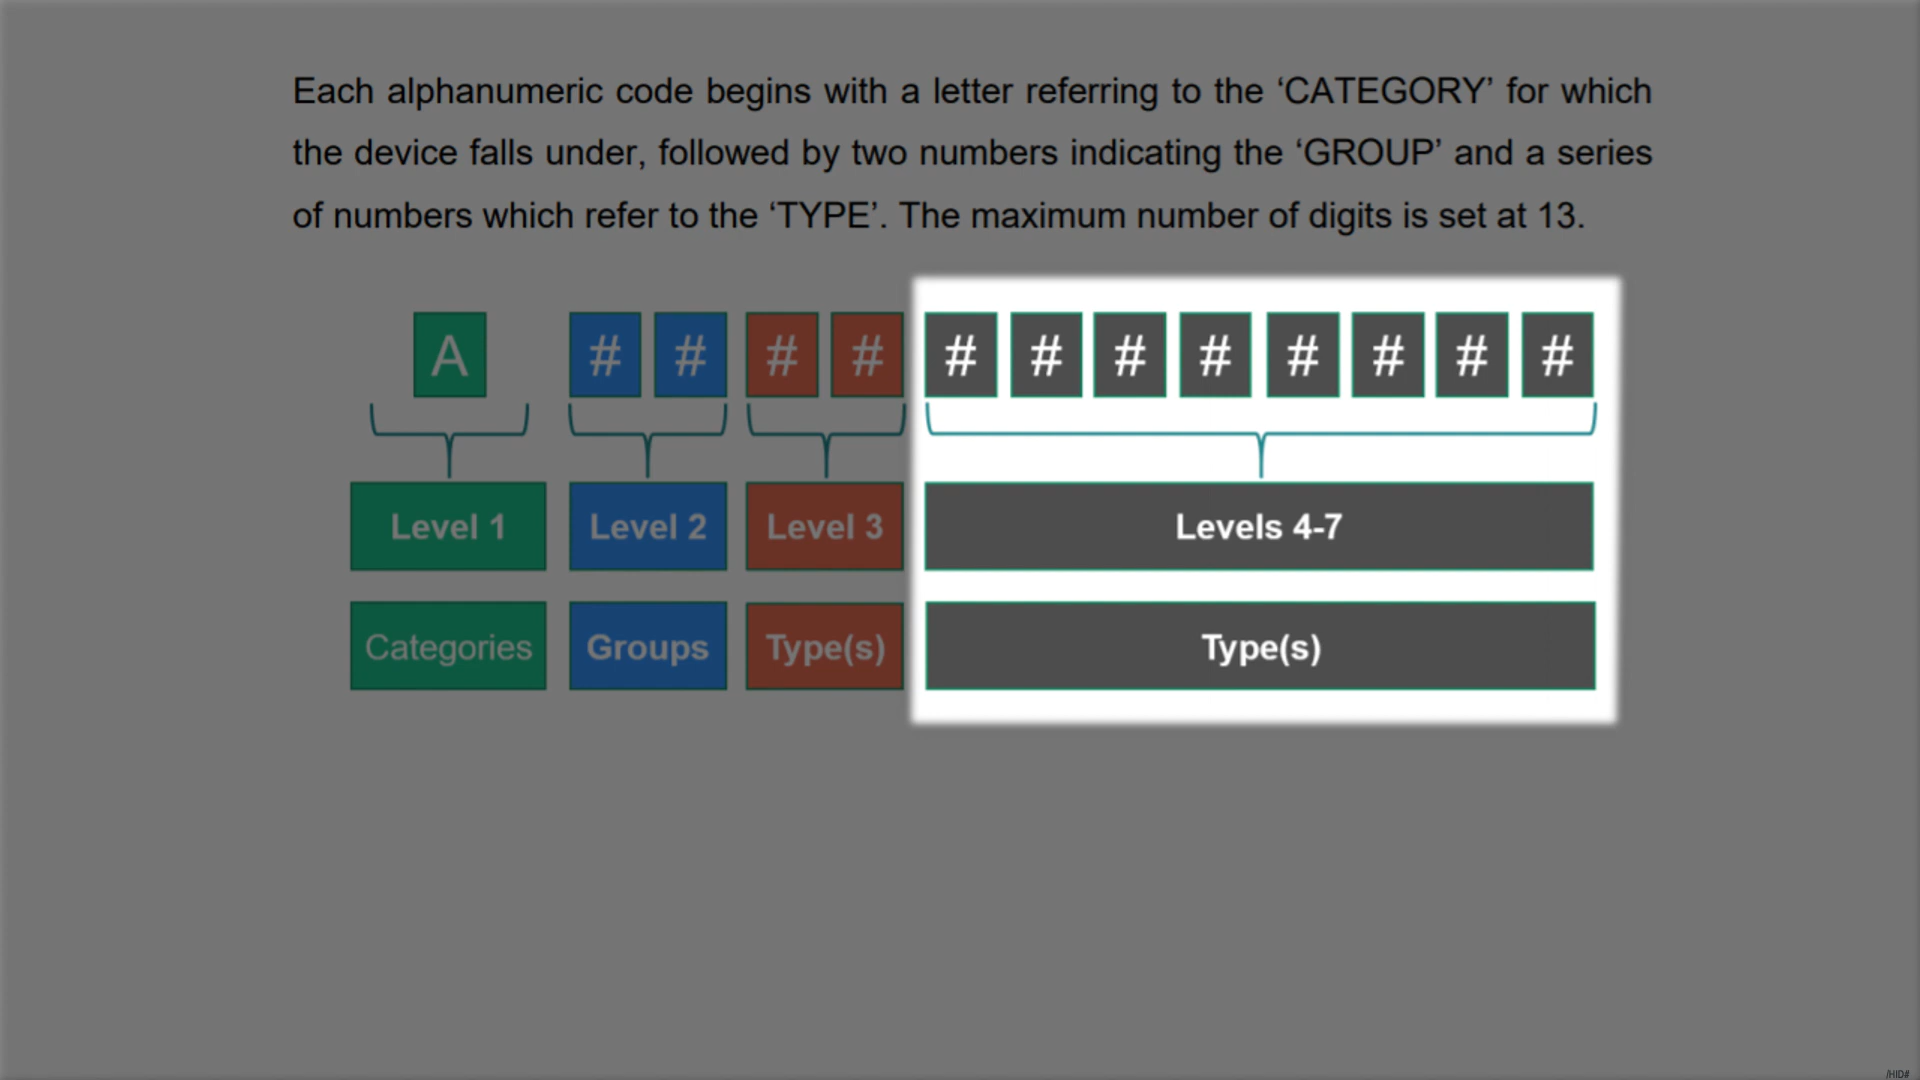 Each alphanumeric code begins with a letter referring to the ‘CATEGORY’ for which
the device falls under, followed by two numbers indicating the ‘GROUP’ and a series
of numbers which refer to the ‘TYPE’. The maximum number of digits is set at 13.
A # # # # # # # # # # # #
Level 1 Level 2 Level 3 Levels 4-7
Categories Groups Type(s) Type(s)
/HID#